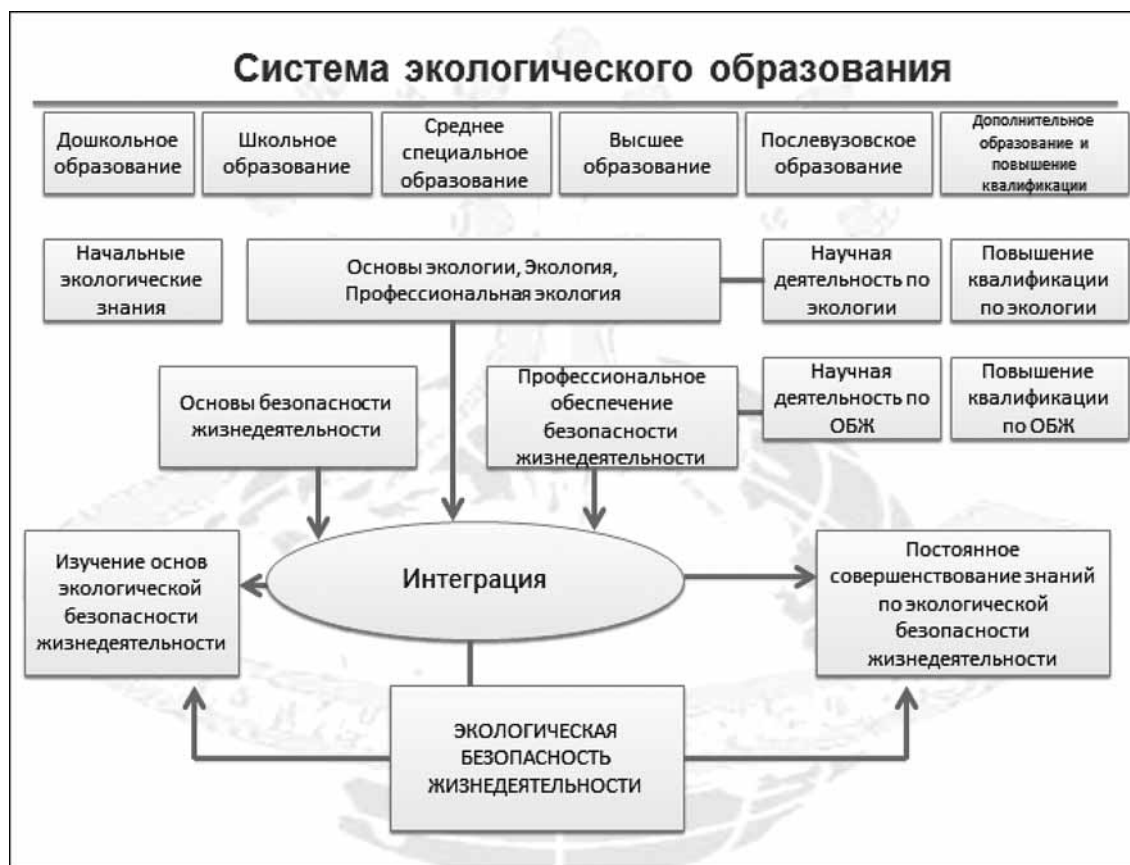 Система экологического образования
Дошкольное
образование
Школьное
образование
Среднее
специальное
образование
Высшее
образование
Послевузовское
образование
Дополнительное
образование и
повышение
квалификации
Начальные
экологические
знания
Основы экологии, Экология,
Профессиональная экология
Научная
деятельность по
экологии
Повышение
квалификации
по экологии
Основы безопасности
жизнедеятельности
Профессиональное
обеспечение
безопасности
жизнедеятельности
Научная
деятельность по
ОБЖ
Повышение
квалификации
по ОБЖ
Изучение основ
экологической
безопасности
жизнедеятельности
Интеграция
Постоянное
совершенствование знаний
по экологической
безопасности
жизнедеятельности
ЭКОЛОГИЧЕСКАЯ
БЕЗОПАСНОСТЬ
ЖИЗНЕДЕЯТЕЛЬНОСТИ